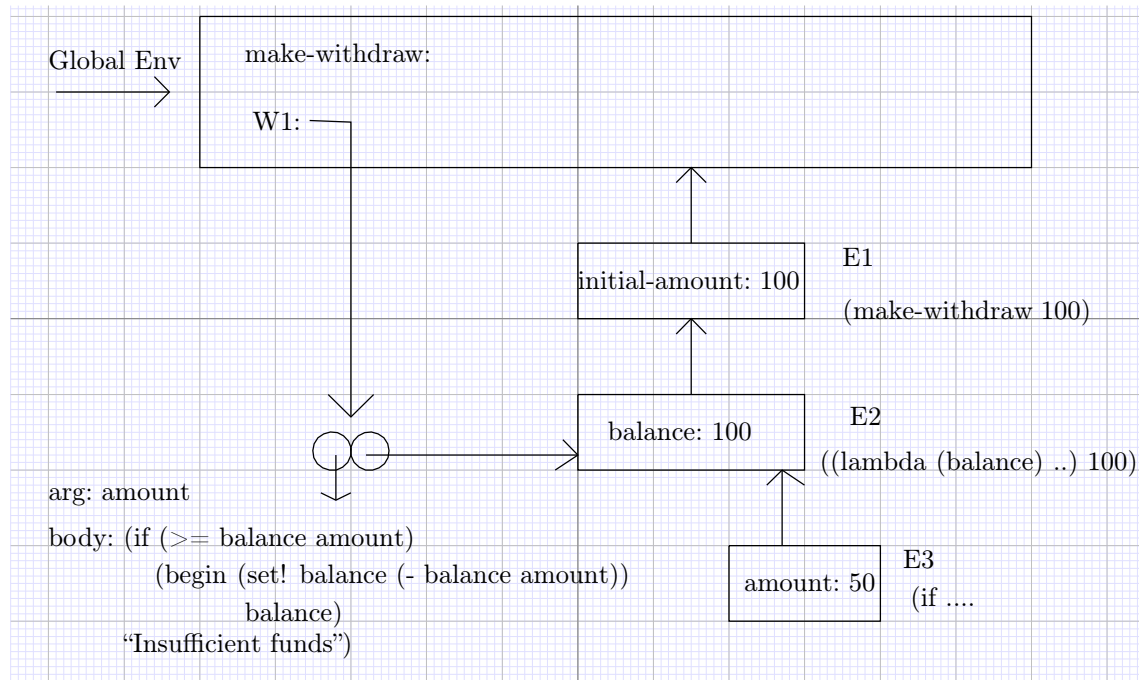 Global Env
make-withdraw:
W1:
initial-amount: 100
E1
(make-withdraw 100)
balance: 100
E2
((lambda (balance) ..) 100)
arg: amount
body: (if (>= balance amount)
(begin (set! balance (- balance amount))
balance)
“Insufficient funds”)
amount: 50
E3
(if ....